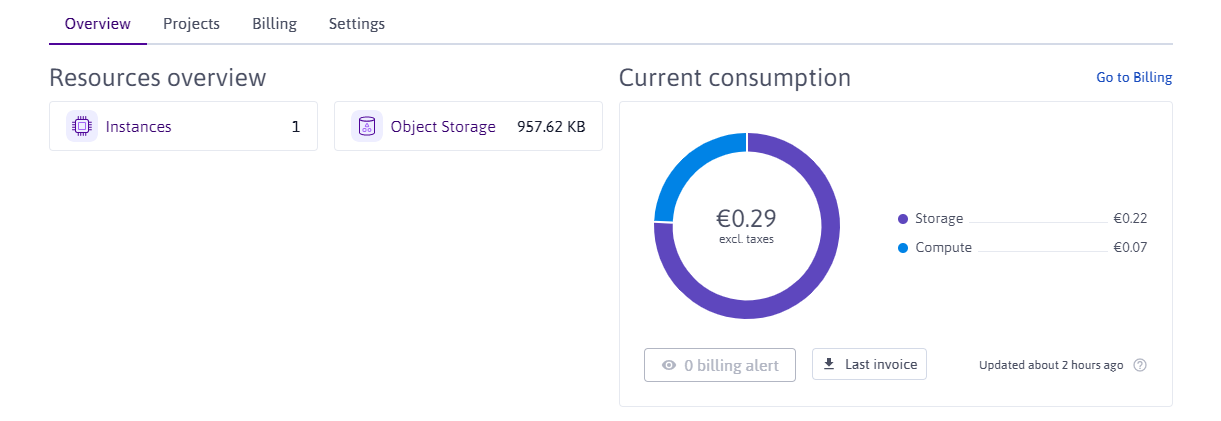 Overview Projects Billing Settings
Resources overview
Instances 1
Object Storage 957.62 KB
Current consumption
Go to Billing
€0.29
excl. taxes
Storage €0.22
Compute €0.07
0 billing alert
Last invoice
Updated about 2 hours ago ?